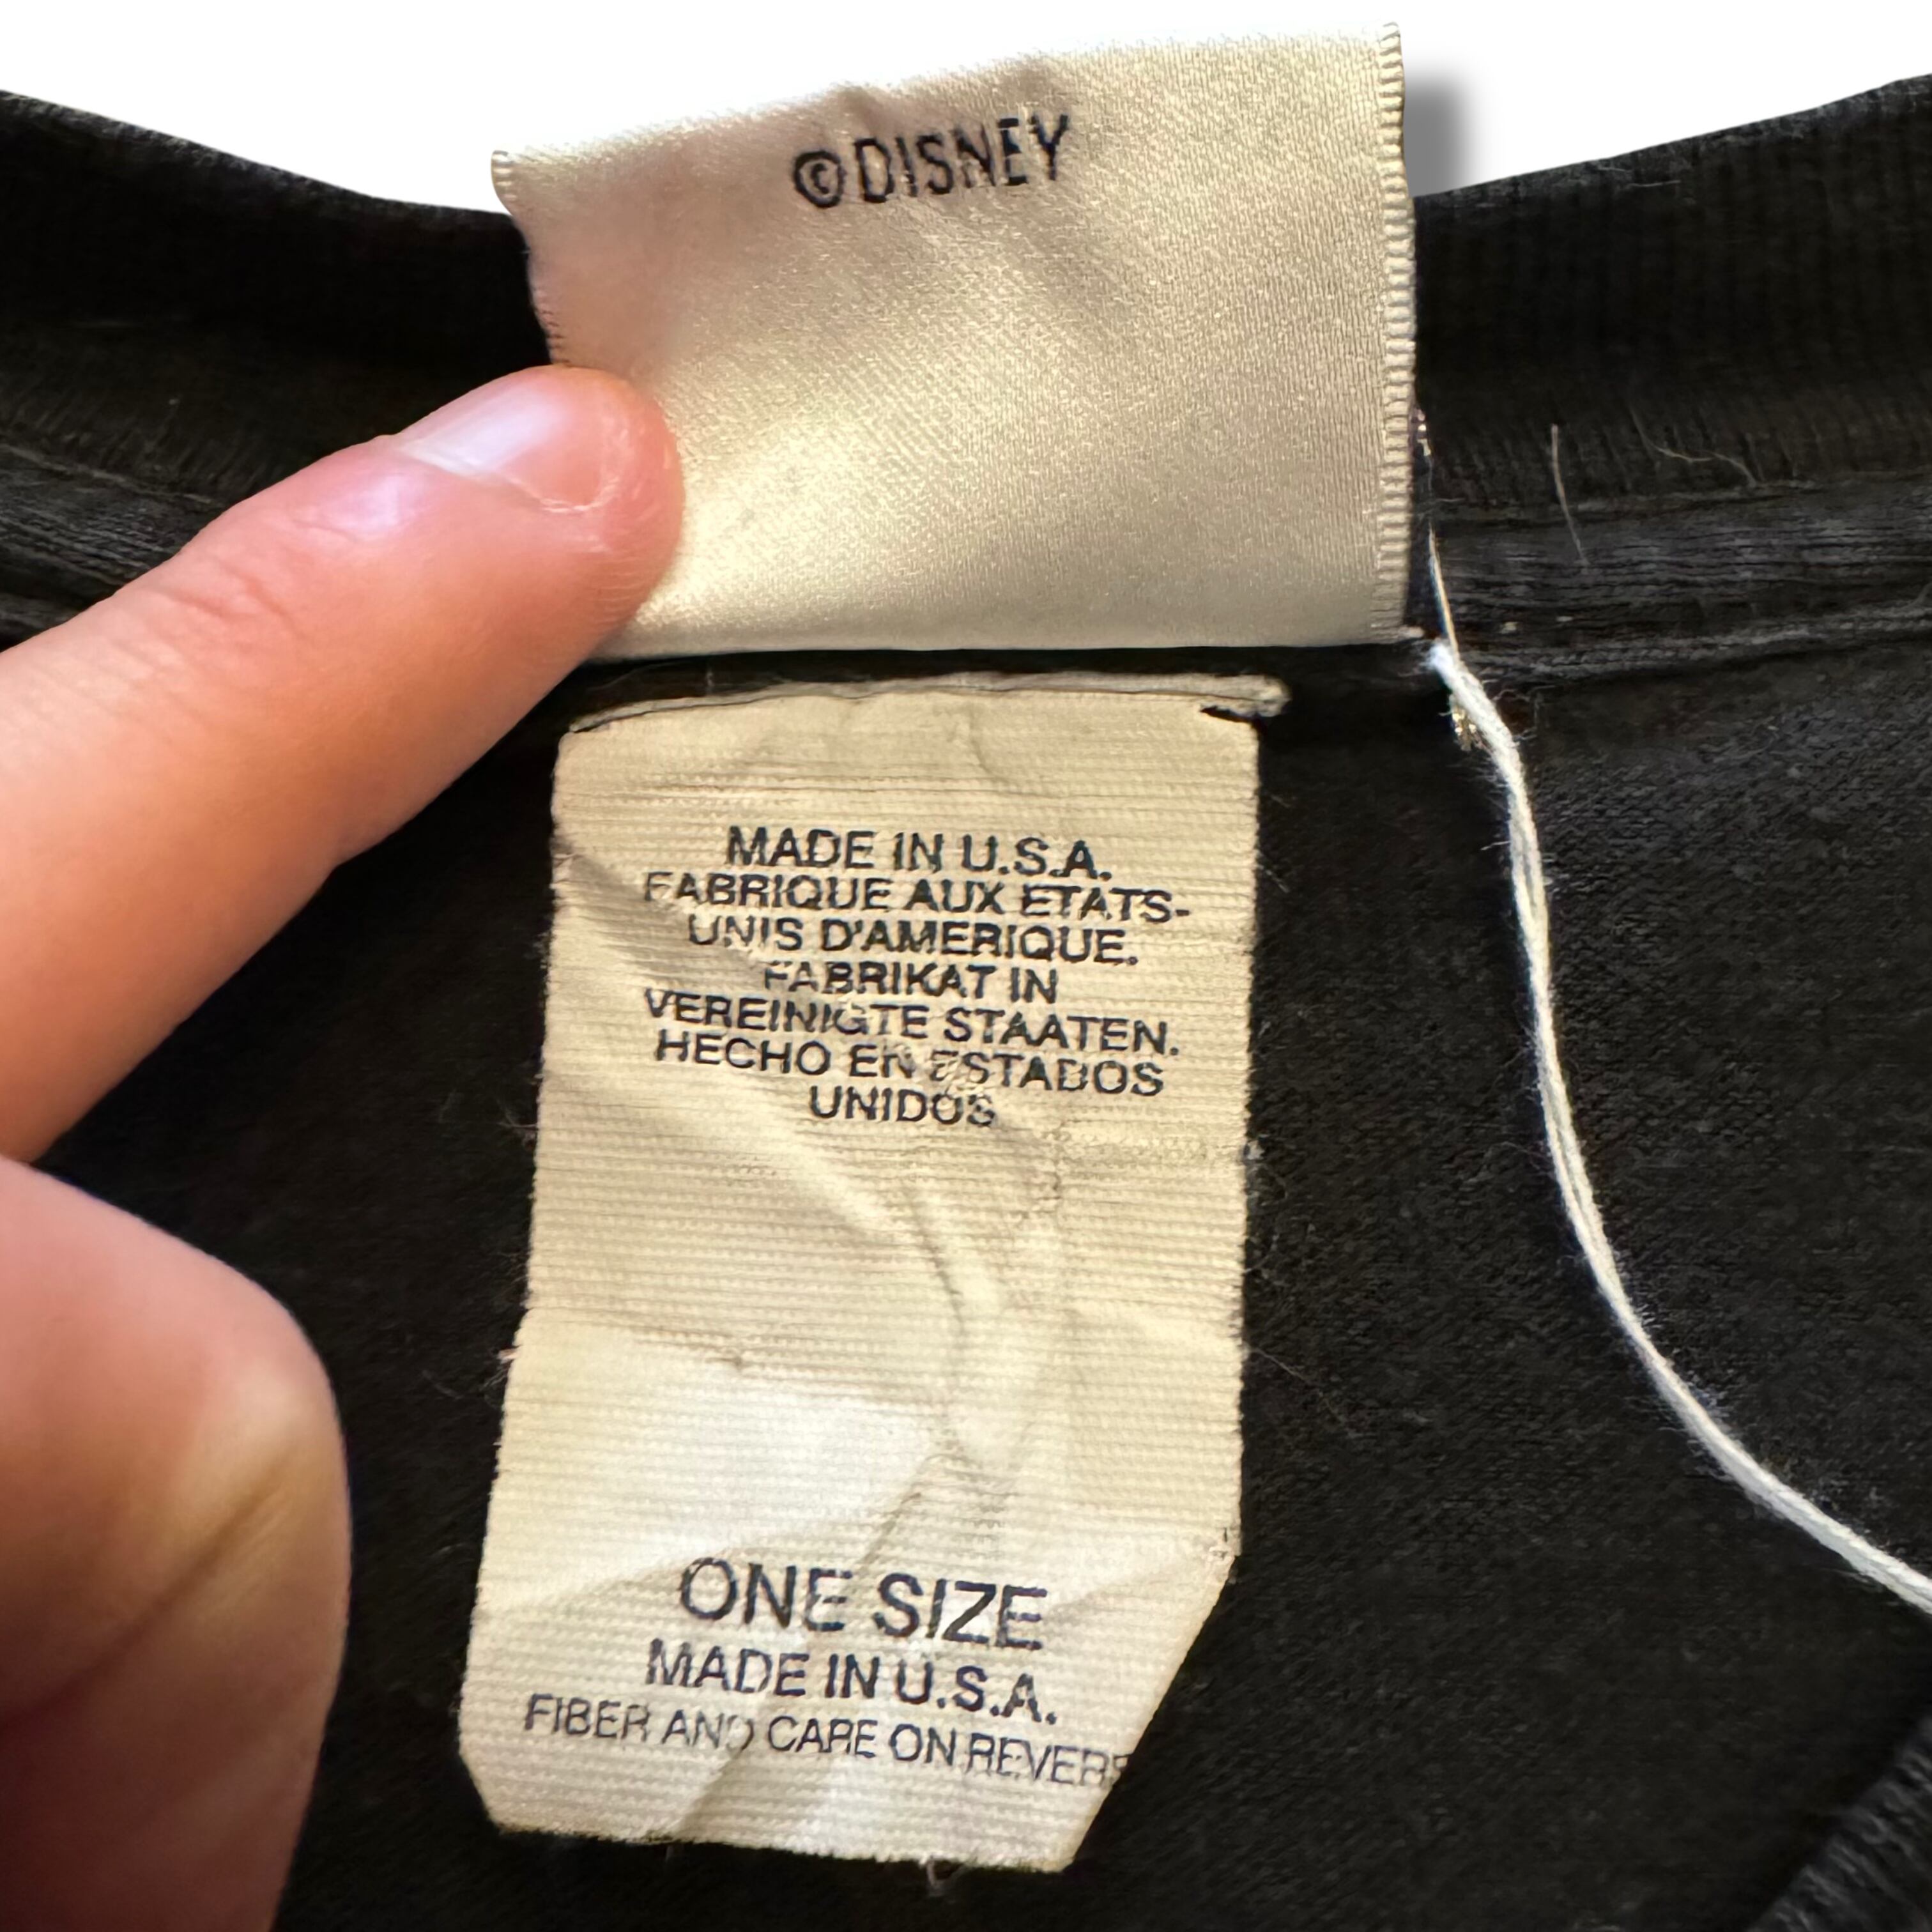 ©DISNEY
MADE IN U.S.A.
FABRIQUE AUX ETATS-
UNIS D'AMERIQUE.
FABRIKAT IN
VEREINIGTE STAATEN.
HECHO EN ESTADOS
UNIDOS
ONE SIZE
MADE IN U.S.A.
FIBER AND CARE ON REVERS